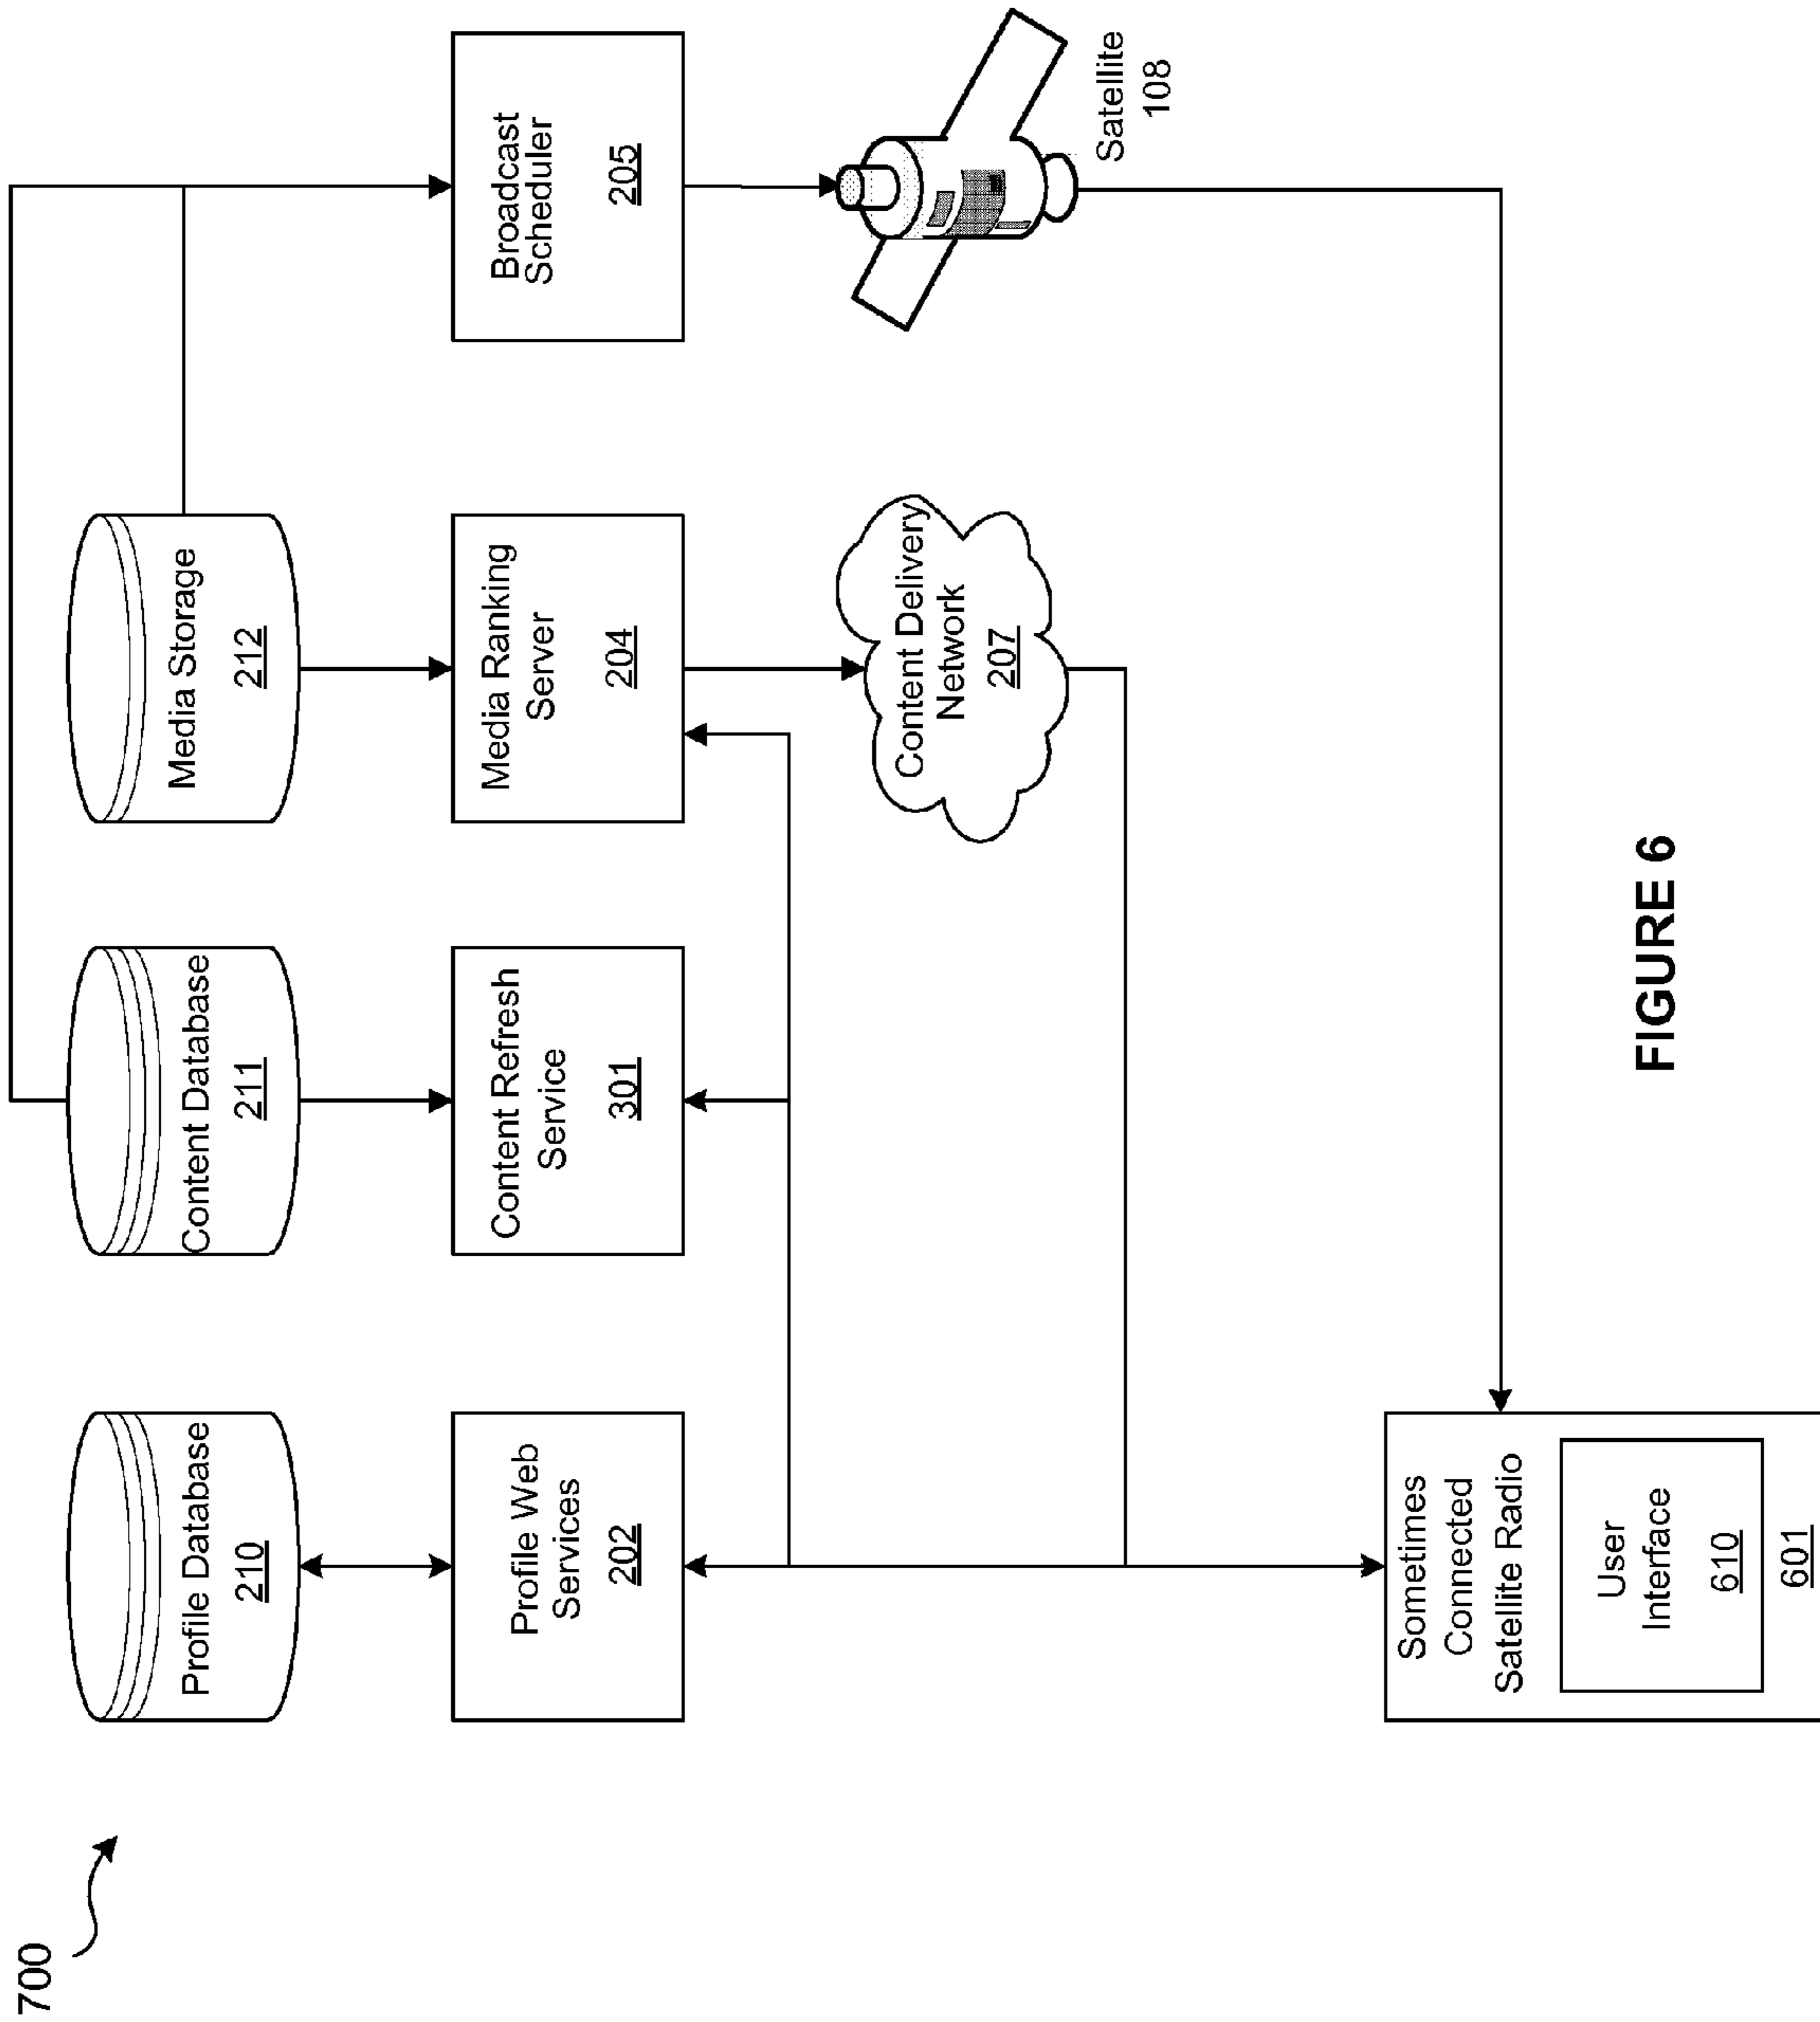 700
Profile Database
210
Content Database
211
Media Storage
212
Profile Web
Services
202
Content Refresh
Service
301
Media Ranking
Server
204
Broadcast
Scheduler
205
Content Delivery
Network
207
Satellite
108
Sometimes
Connected
Satellite Radio
User
Interface
610
601
FIGURE 6